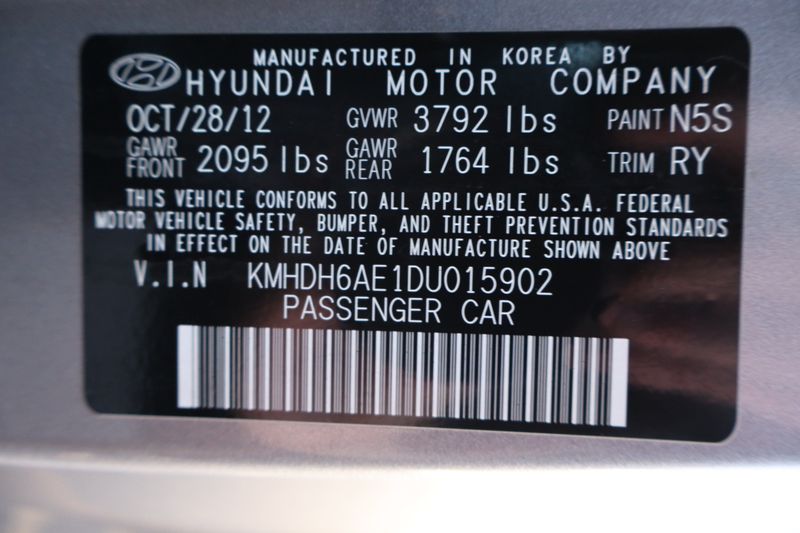 MANUFACTURED IN KOREA BY
HYUNDAI MOTOR COMPANY
OCT/28/12 GVWR 3792 lbs PAINT N5S
GAWR FRONT 2095 lbs GAWR REAR 1764 lbs TRIM RY
THIS VEHICLE CONFORMS TO ALL APPLICABLE U.S.A. FEDERAL
MOTOR VEHICLE SAFETY, BUMPER, AND THEFT PREVENTION STANDARDS
IN EFFECT ON THE DATE OF MANUFACTURE SHOWN ABOVE
V.I.N KMHDH6AE1DU015902
PASSENGER CAR